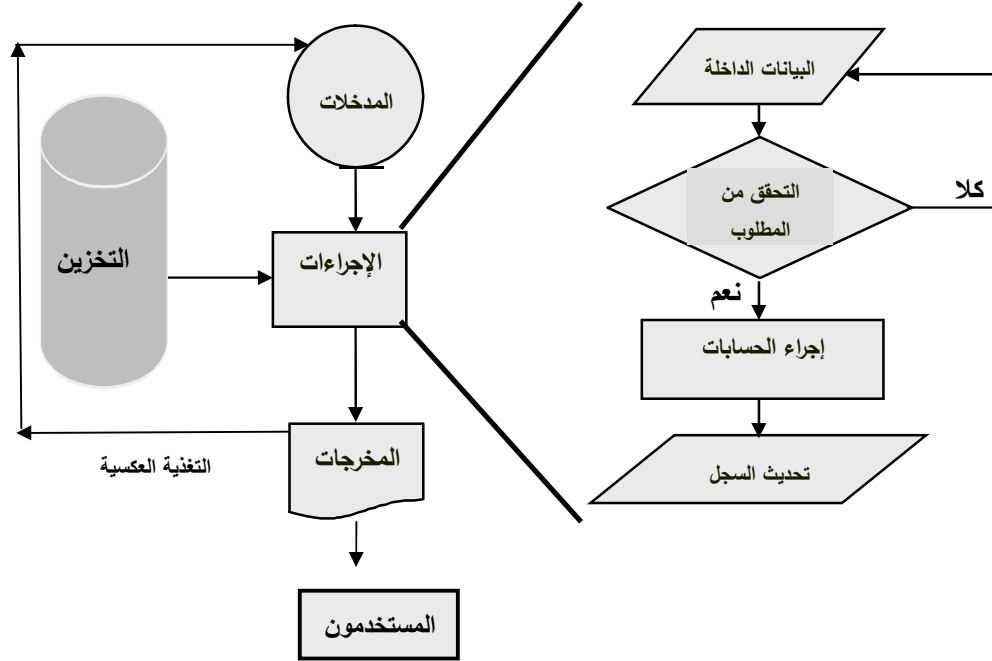 المدخلات
التخزين
الإجراءات
المخرجات
التغذية العكسية
المستخدمون
البيانات الداخلة
التحقق من
المطلوب
كلا
نعم
إجراء الحسابات
تحديث السجل